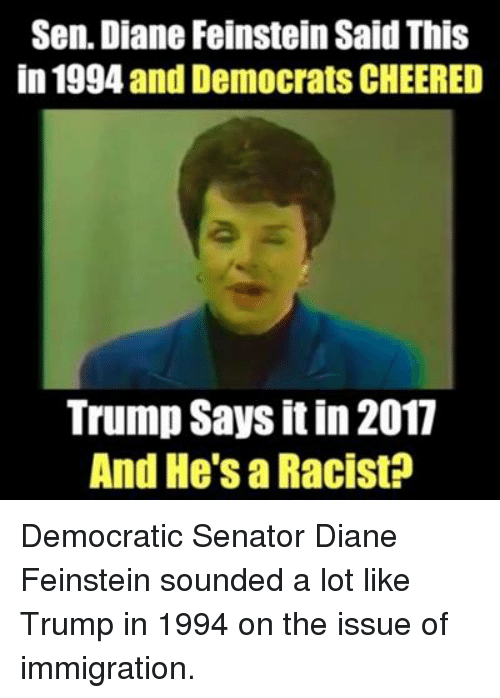 Sen. Diane Feinstein Said This
in 1994 and Democrats CHEERED
Trump Says it in 2017
And He's a Racist?
Democratic Senator Diane
Feinstein sounded a lot like
Trump in 1994 on the issue of
immigration.